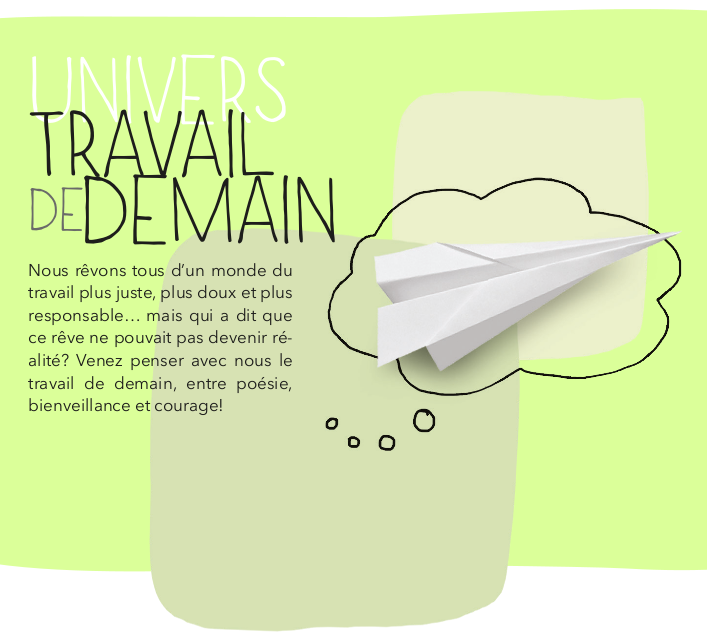 UNIVERS
TRAVAIL
DEDEMAIN
Nous rêvons tous d’un monde du
travail plus juste, plus doux et plus
responsable… mais qui a dit que
ce rêve ne pouvait pas devenir ré-
alité? Venez penser avec nous le
travail de demain, entre poésie,
bienveillance et courage!